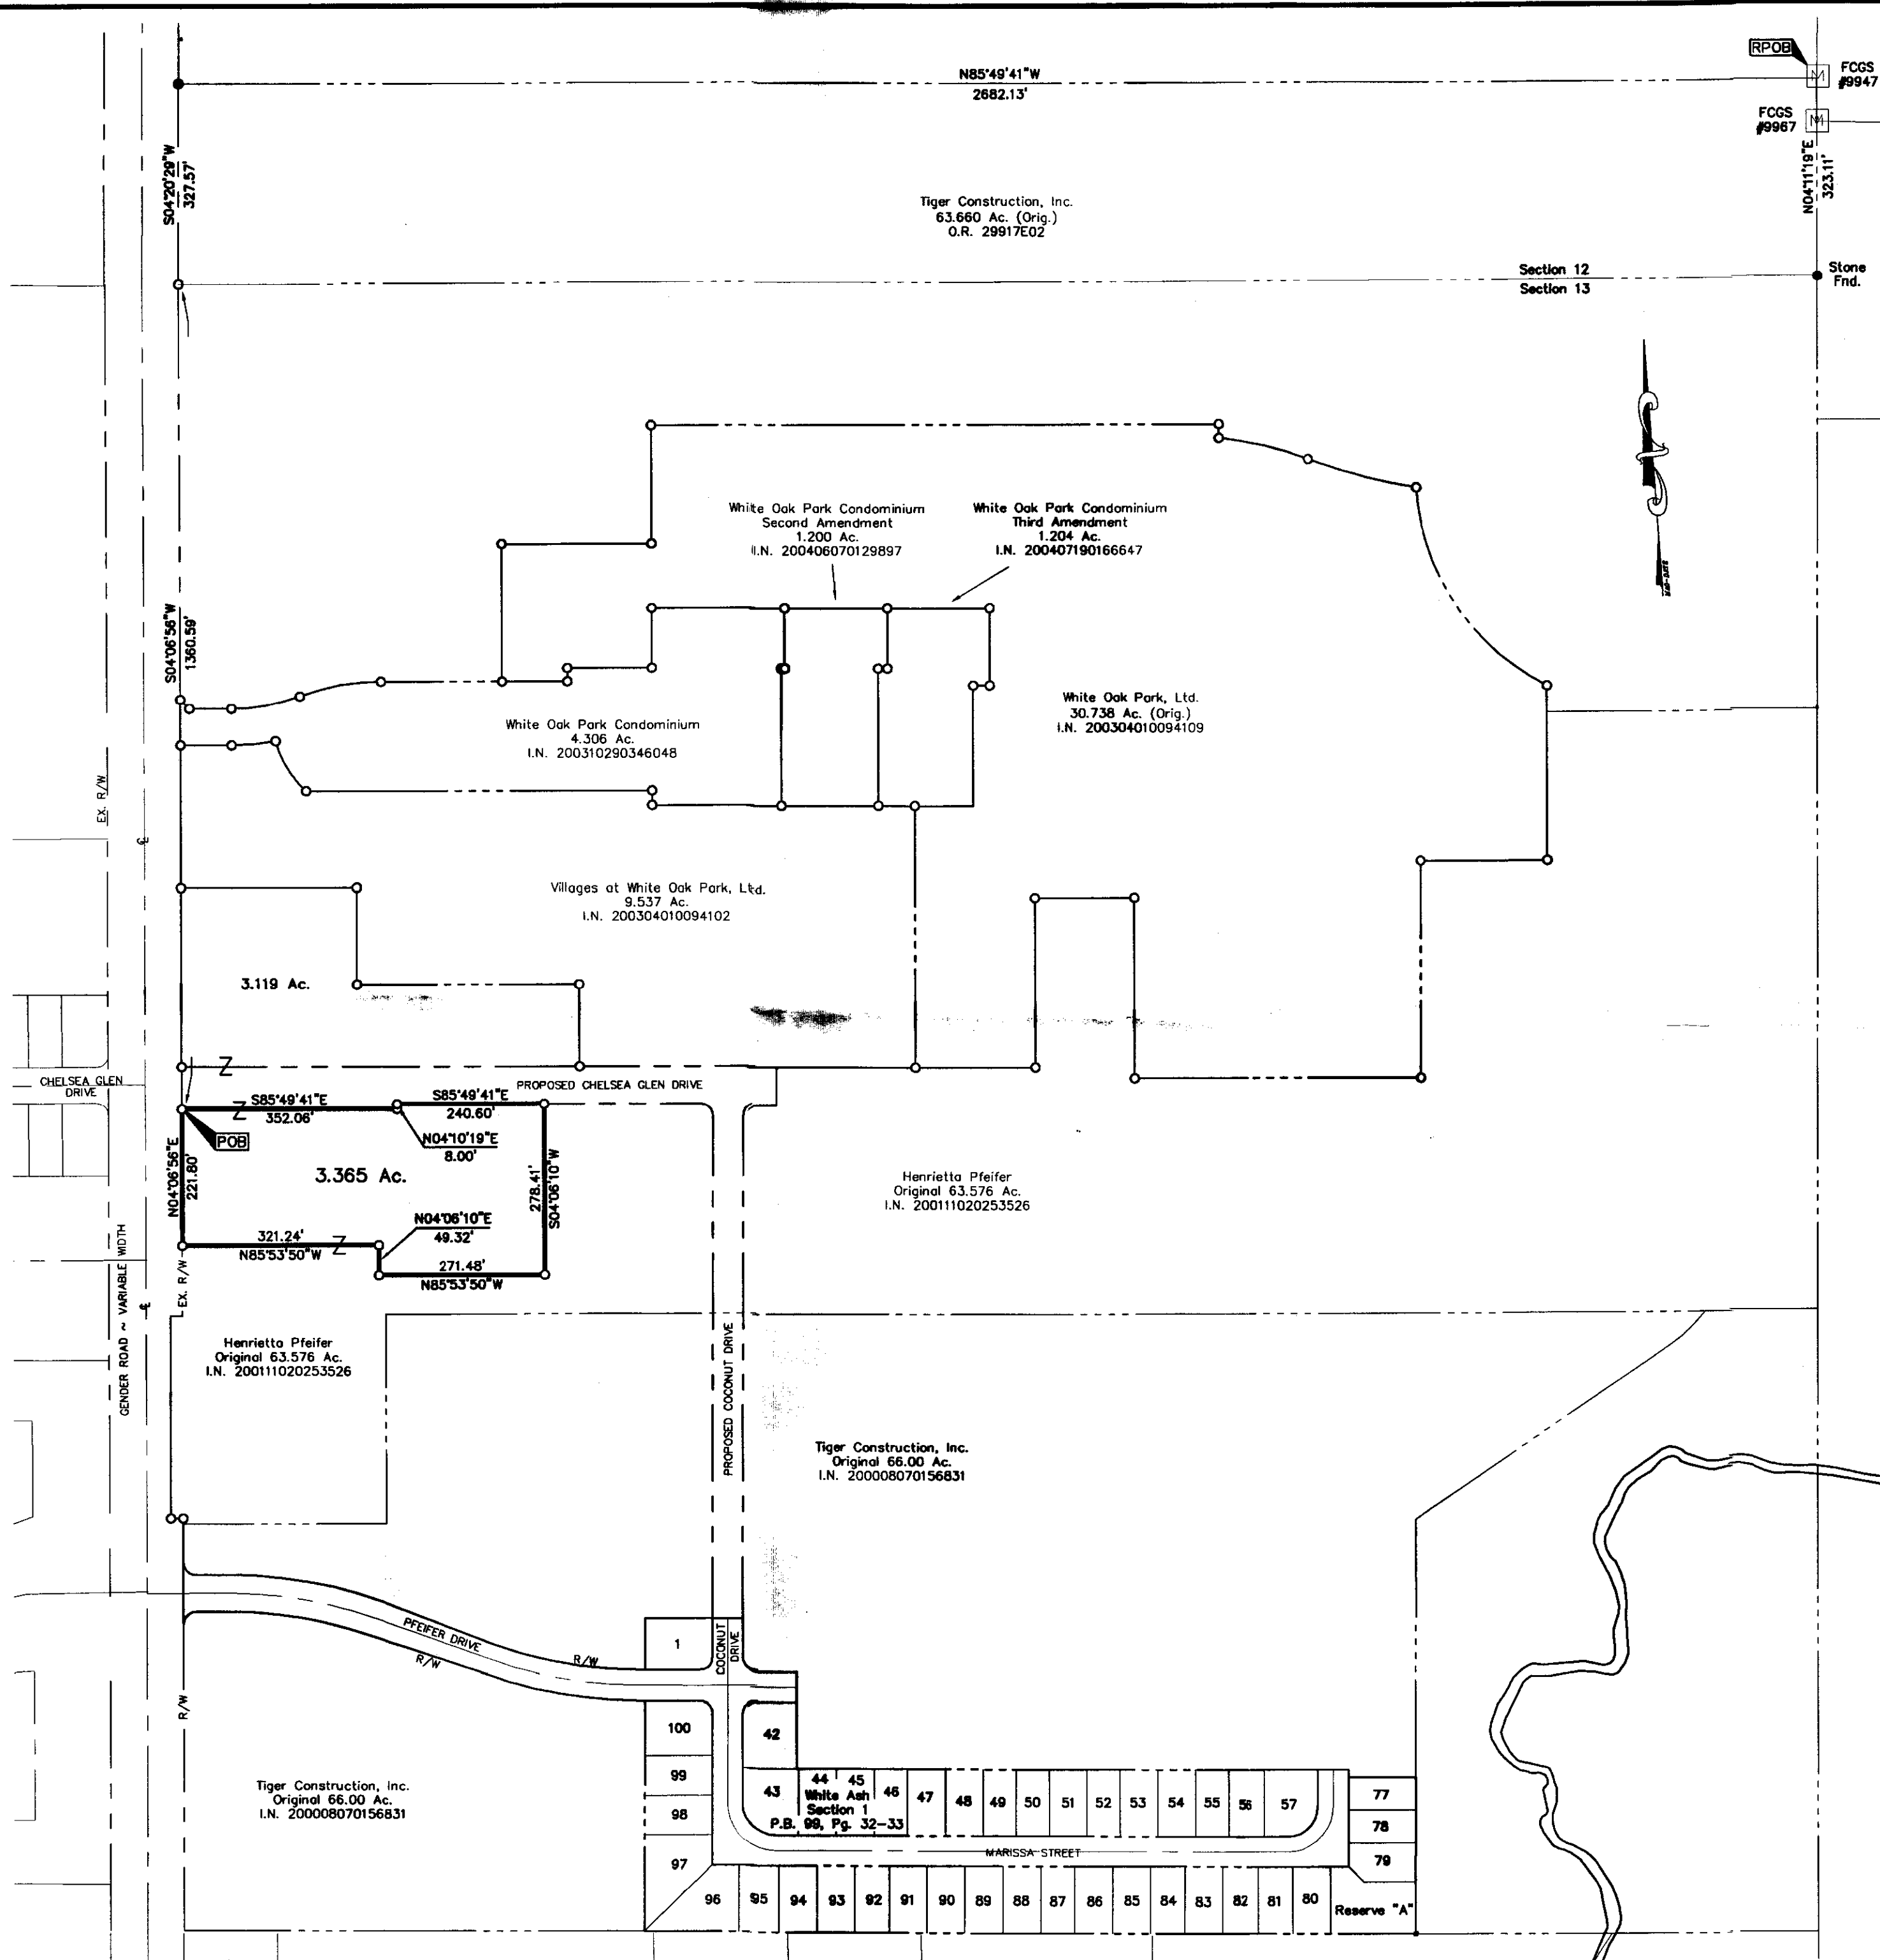 RPOB
FCGS
#9947
N85°49'41"W
2682.13'
FCGS
#9967
S04°20'29"W
327.57'
N04°11'19"E
323.11'
Tiger Construction, Inc.
63.660 Ac. (Orig.)
O.R. 29917E02
Section 12
Section 13
Stone
Fnd.
White Oak Park Condominium
Second Amendment
1.200 Ac.
I.N. 200406070129897
White Oak Park Condominium
Third Amendment
1.204 Ac.
I.N. 200407190166647
S04°06'56"W
1360.59'
White Oak Park Condominium
4.306 Ac.
I.N. 200310290346048
White Oak Park, Ltd.
30.738 Ac. (Orig.)
I.N. 200304010094109
EX. R/W
Villages at White Oak Park, Ltd.
9.537 Ac.
I.N. 200304010094102
3.119 Ac.
Z
CHELSEA GLEN
DRIVE
PROPOSED CHELSEA GLEN DRIVE
S85°49'41"E
352.06'
Z
S85°49'41"E
240.60'
POB
N04°10'19"E
8.00'
N04°06'56"E
221.80'
3.365 Ac.
278.41'
S04°06'10"W
N04°06'10"E
49.32'
321.24'
N85°53'50"W
Z
271.48'
N85°53'50"W
Henrietta Pfeifer
Original 63.576 Ac.
I.N. 200111020253526
EX. R/W
GENDER ROAD ~ VARIABLE WIDTH
Henrietta Pfeifer
Original 63.576 Ac.
I.N. 200111020253526
PROPOSED COCONUT DRIVE
Tiger Construction, Inc.
Original 66.00 Ac.
I.N. 200008070156831
PFEIFER DRIVE
R/W
R/W
1
COCONUT
DRIVE
R/W
100
42
99
98
97
43
44
45
46
47
48
49
50
51
52
53
54
55
56
57
White Ash
Section 1
P.B. 99, Pg. 32-33
77
78
79
Tiger Construction, Inc.
Original 66.00 Ac.
I.N. 200008070156831
MARISSA STREET
96
95
94
93
92
91
90
89
88
87
86
85
84
83
82
81
80
Reserve "A"